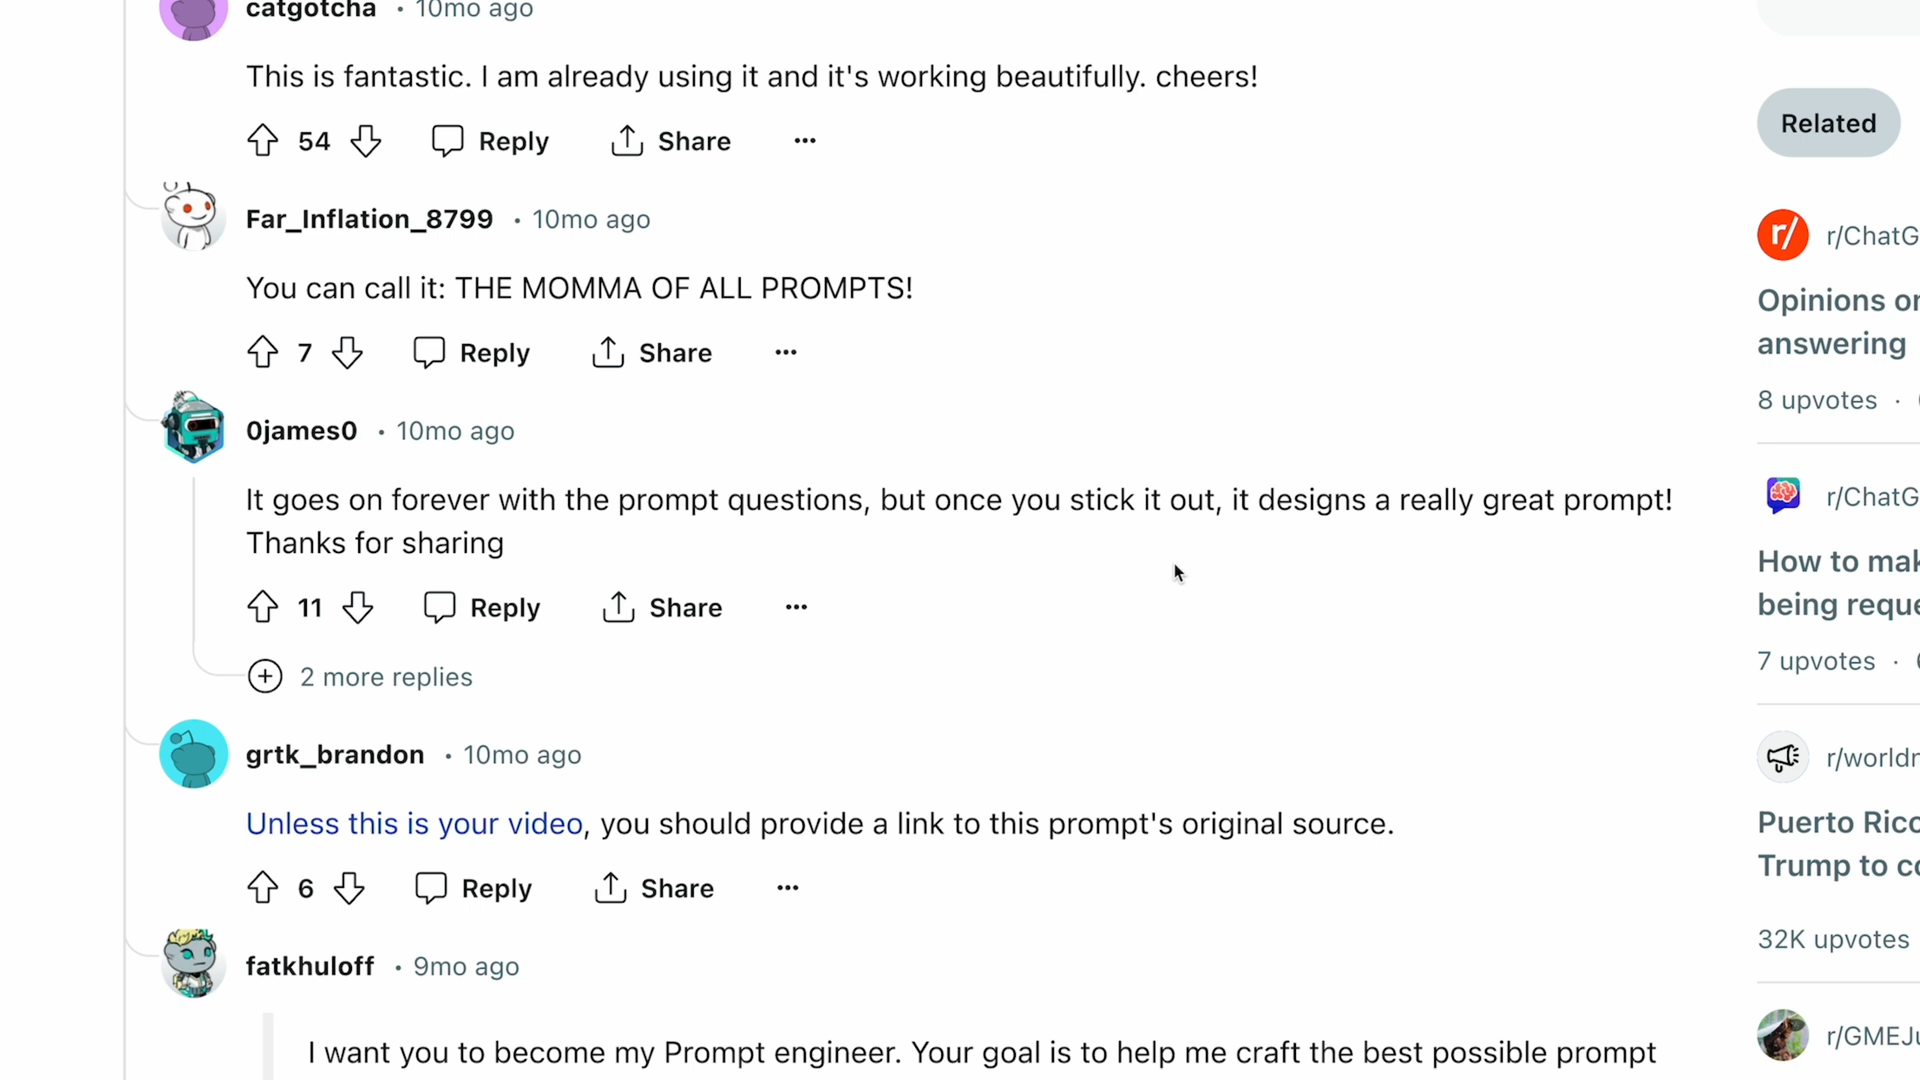 catgotcha • 10mo ago
This is fantastic. I am already using it and it's working beautifully. cheers!
54 Reply Share
Far_Inflation_8799 • 10mo ago
You can call it: THE MOMMA OF ALL PROMPTS!
7 Reply Share
0james0 • 10mo ago
It goes on forever with the prompt questions, but once you stick it out, it designs a really great prompt!
Thanks for sharing
11 Reply Share
2 more replies
grtk_brandon • 10mo ago
Unless this is your video, you should provide a link to this prompt's original source.
6 Reply Share
fatkhuloff • 9mo ago
I want you to become my Prompt engineer. Your goal is to help me craft the best possible prompt
Related
r/ChatG
Opinions
answering
8 upvotes ·
r/ChatG
How to
being
7 upvotes ·
r/
Puerto
Trump to
32K upvotes